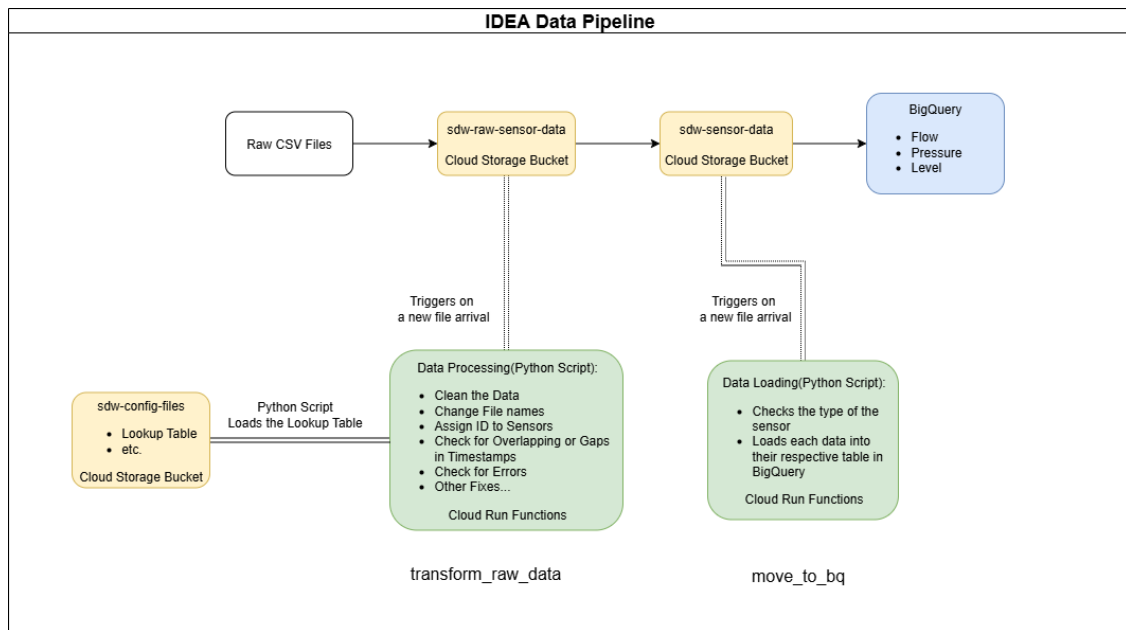 IDEA Data Pipeline
Raw CSV Files
sdw-raw-sensor-data
Cloud Storage Bucket
sdw-sensor-data
Cloud Storage Bucket
BigQuery
• Flow
• Pressure
• Level
Triggers on
a new file arrival
Triggers on
a new file arrival
sdw-config-files
• Lookup Table
• etc.
Cloud Storage Bucket
Python Script
Loads the Lookup Table
Data Processing(Python Script):
• Clean the Data
• Change File names
• Assign ID to Sensors
• Check for Overlapping or Gaps
in Timestamps
• Check for Errors
• Other Fixes...
Cloud Run Functions
Data Loading(Python Script):
• Checks the type of the
sensor
• Loads each data into
their respective table in
BigQuery
Cloud Run Functions
transform_raw_data
move_to_bq